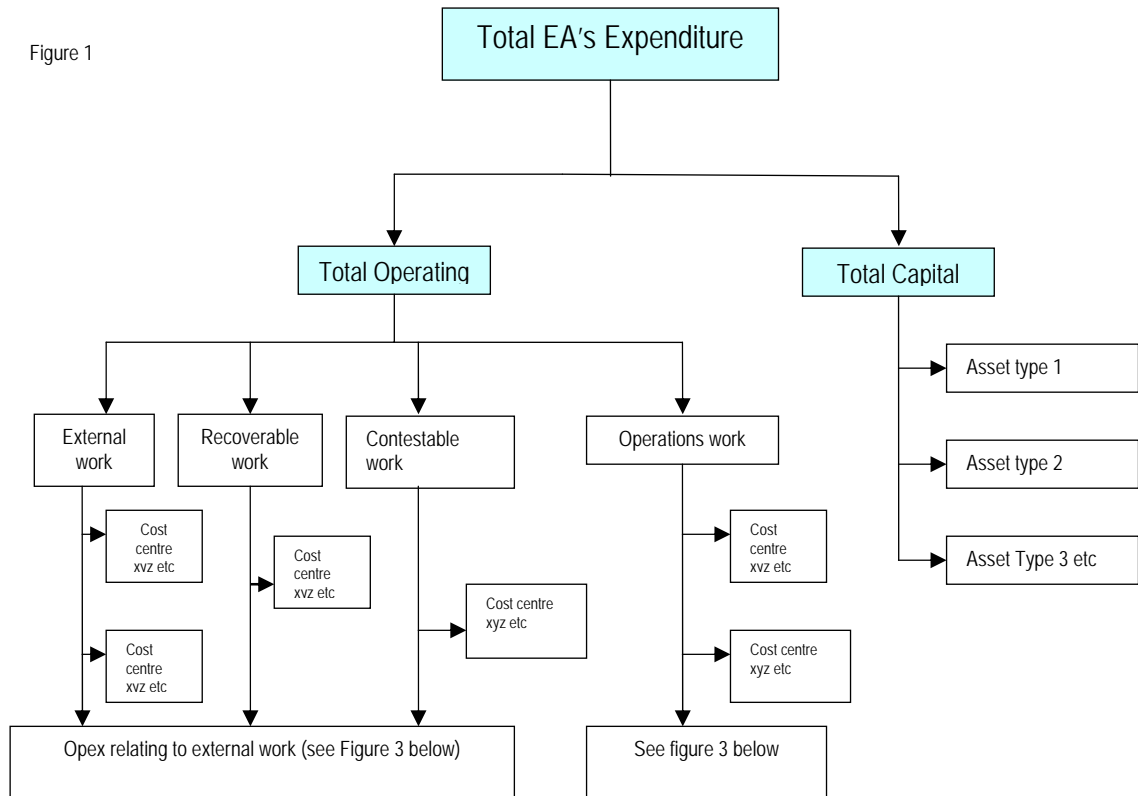 Figure 1
Total EA's Expenditure
Total Operating
Total Capital
Asset type 1
Asset type 2
Asset Type 3 etc
External
work
Recoverable
work
Contestable
work
Operations work
Cost
centre
xvz etc
Cost
centre
xvz etc
Cost
centre
xvz etc
Cost centre
xyz etc
Cost
centre
xvz etc
Cost centre
xyz etc
Opex relating to external work (see Figure 3 below)
See figure 3 below